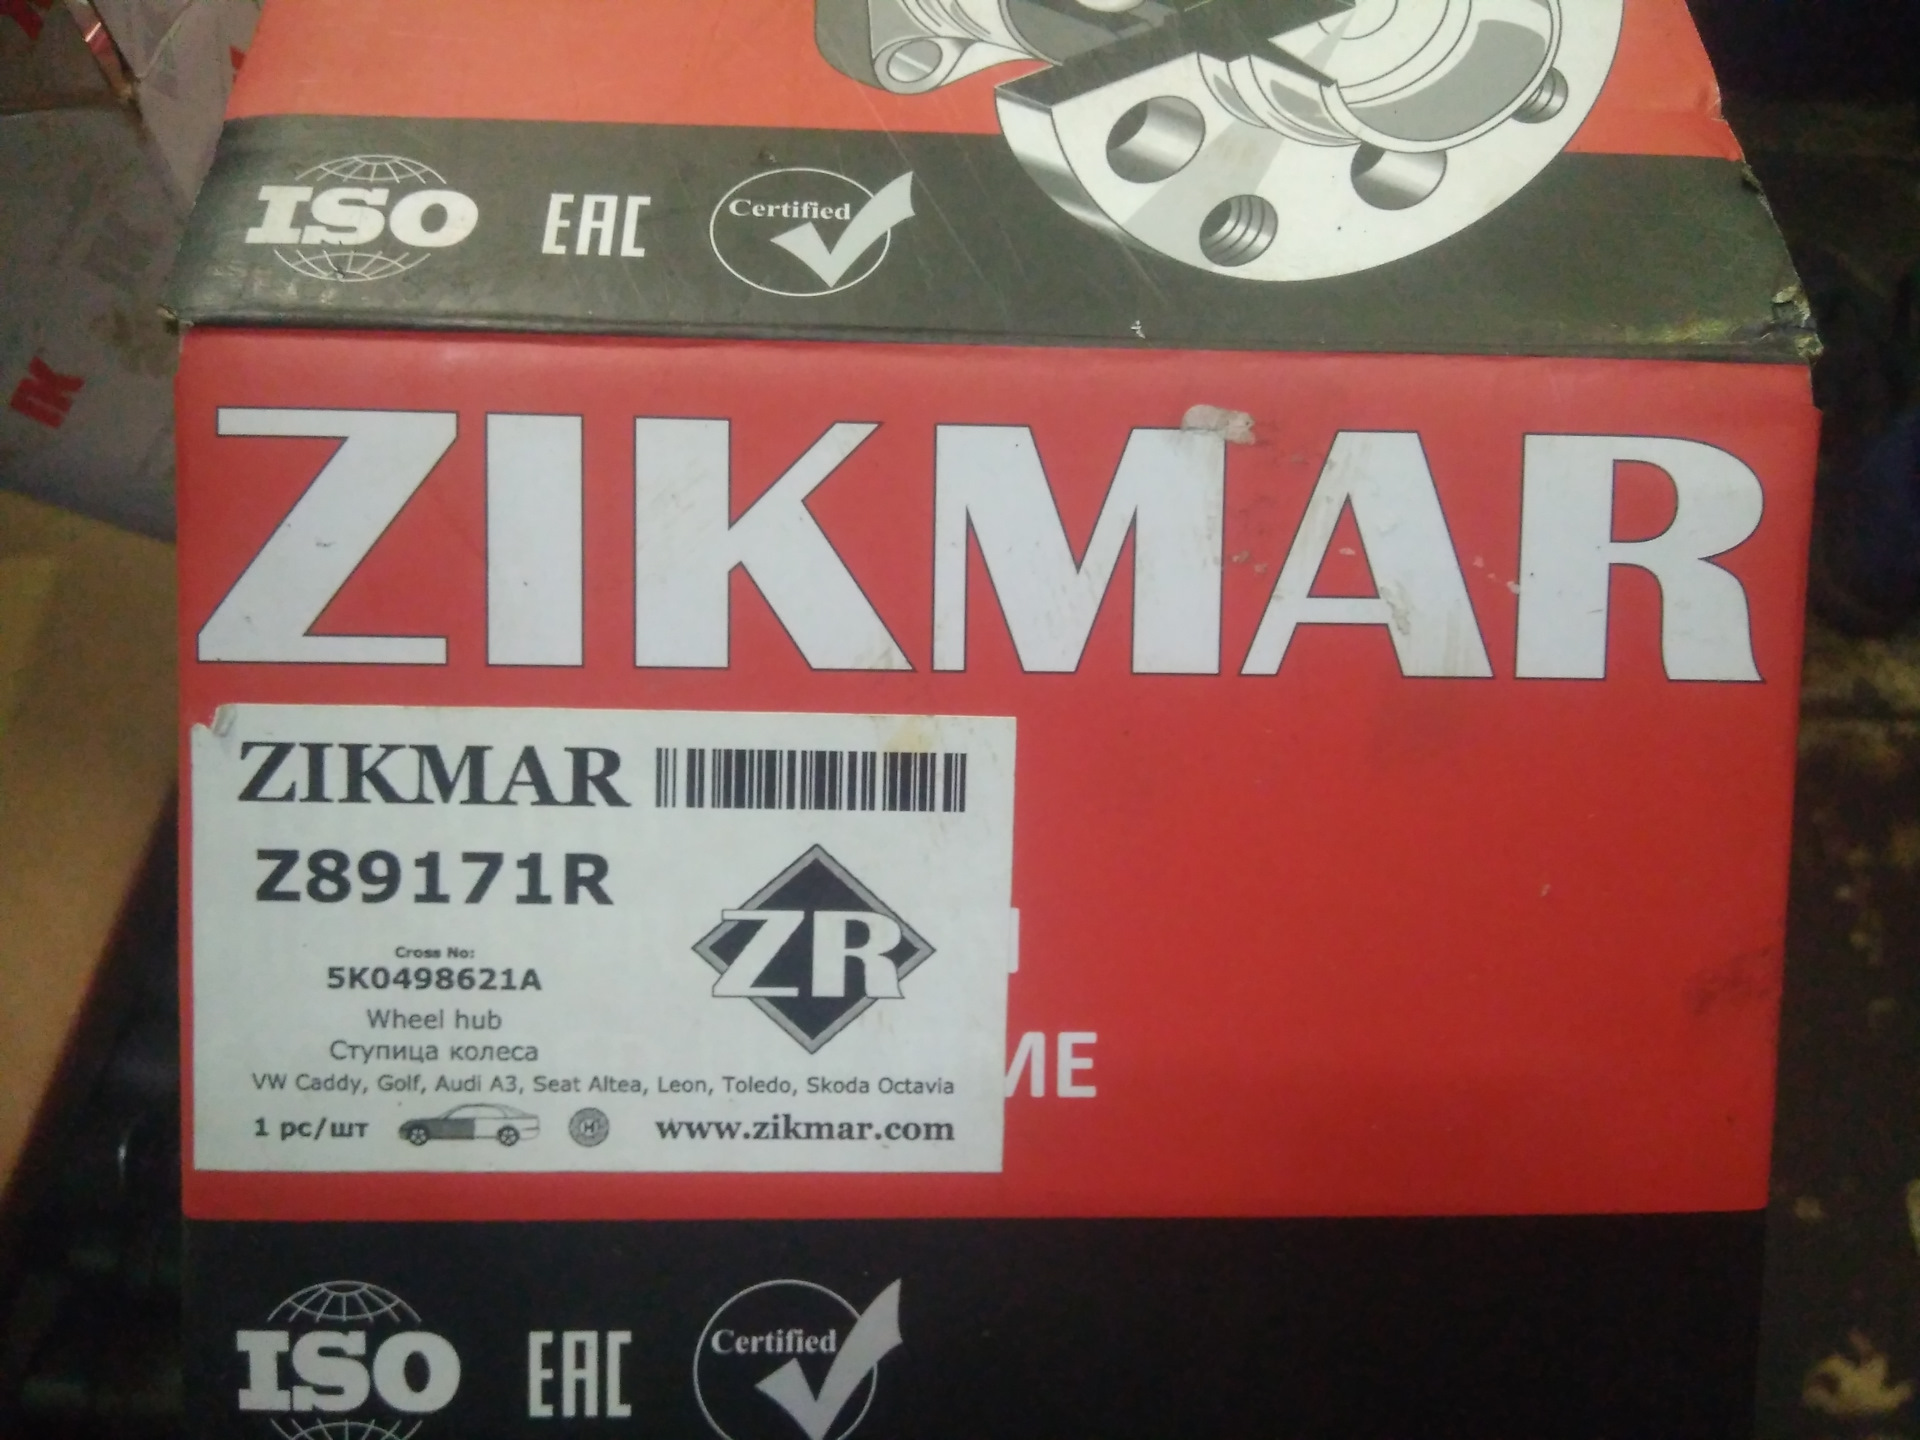 ISO EAC Certified
ZIKMAR
ZIKMAR
Z89171R
Cross No:
5K0498621A
ZR
Wheel hub
Ступица колеса
VW Caddy, Golf, Audi A3, Seat Altea, Leon, Toledo, Skoda Octavia
1 pc/шт H www.zikmar.com
ISO EAC Certified